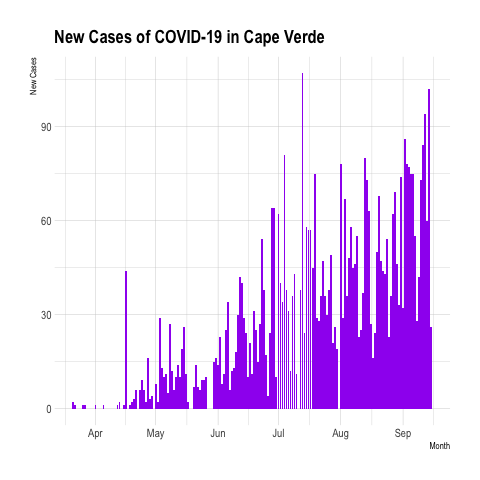 New Cases of COVID-19 in Cape Verde
New Cases
90
60
30
0
Apr May Jun Jul Aug Sep
Month